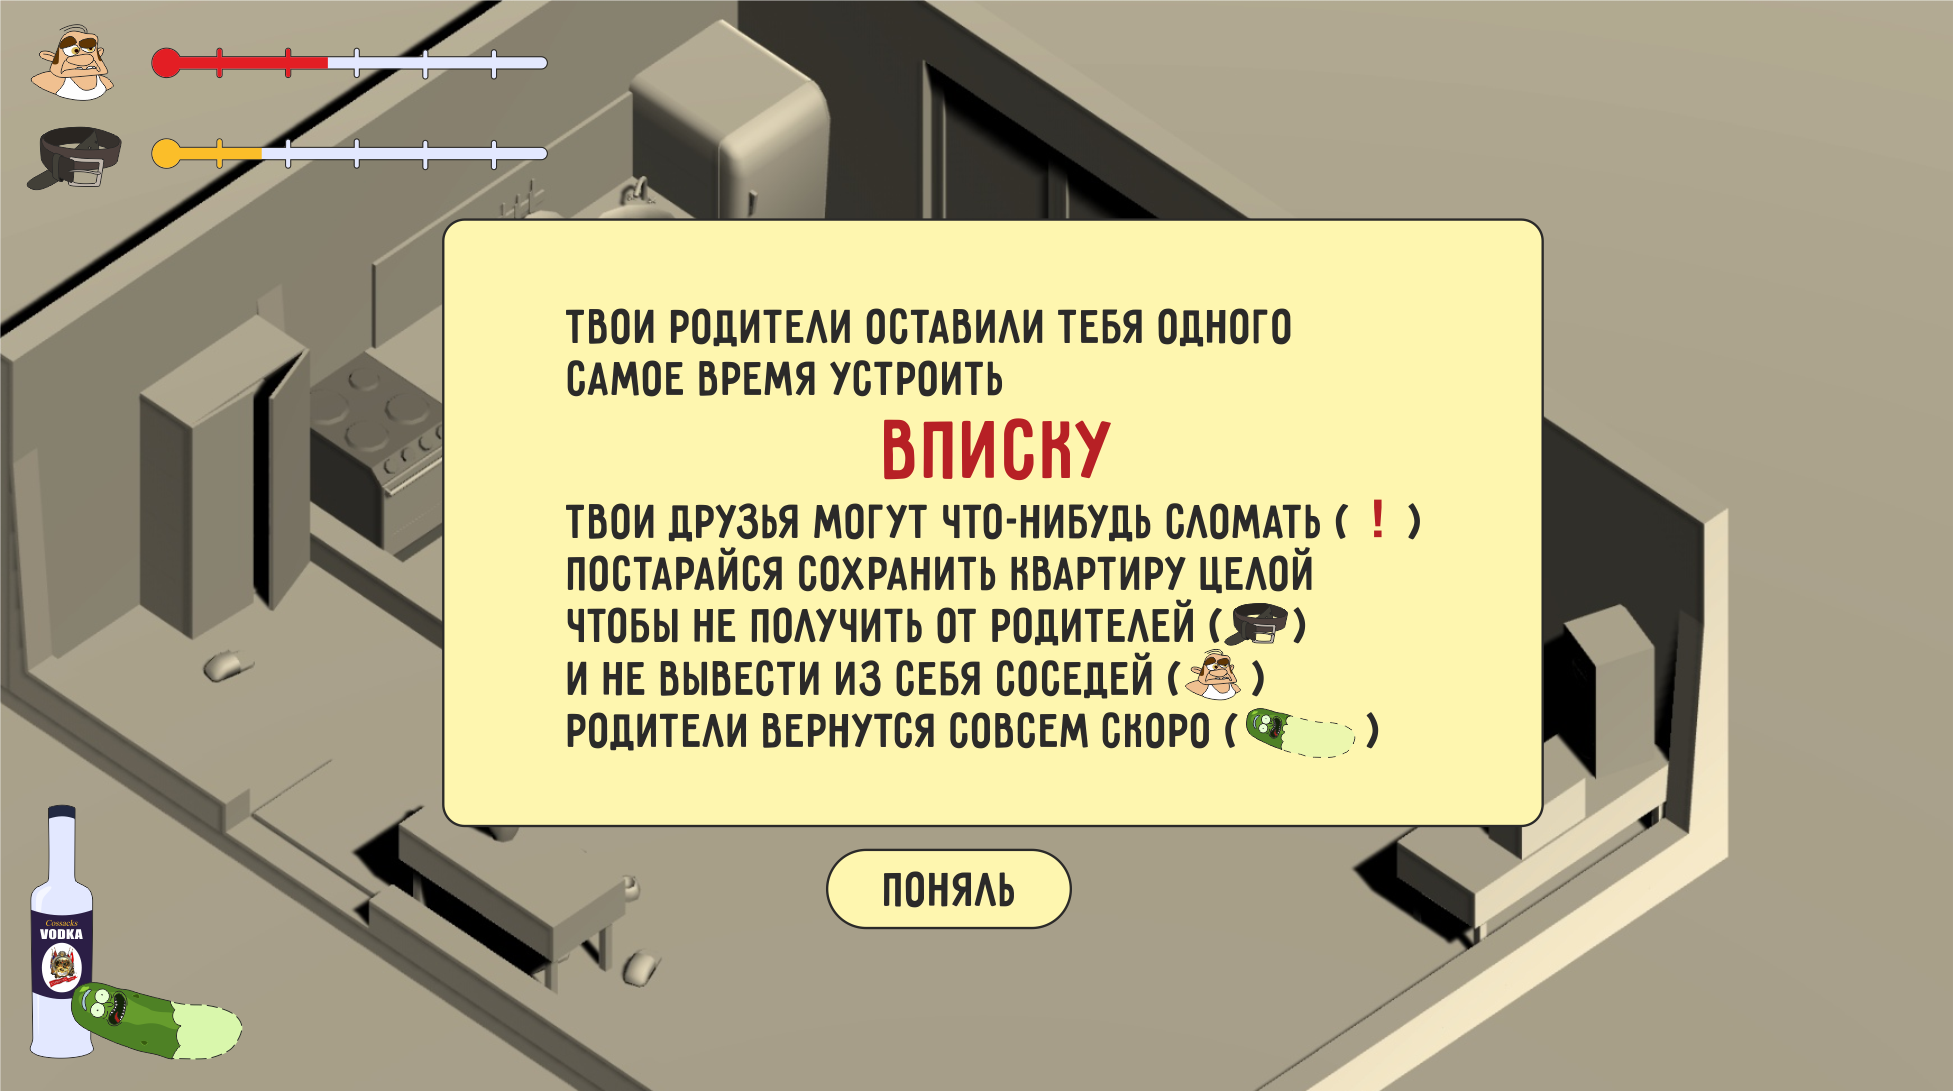 ТВОИ РОДИТЕЛИ ОСТАВИЛИ ТЕБЯ ОДНОГО
САМОЕ ВРЕМЯ УСТРОИТЬ
ВПИСКУ
ТВОИ ДРУЗЬЯ МОГУТ ЧТО-НИБУДЬ СЛОМАТЬ ( ! )
ПОСТАРАЙСЯ СОХРАНИТЬ КВАРТИРУ ЦЕЛОЙ
ЧТОБЫ НЕ ПОЛУЧИТЬ ОТ РОДИТЕЛЕЙ ( )
И НЕ ВЫВЕСТИ ИЗ СЕБЯ СОСЕДЕЙ ( )
РОДИТЕЛИ ВЕРНУТСЯ СОВСЕМ СКОРО ( )
ПОНЯЛЬ
Cossacks
VODKA